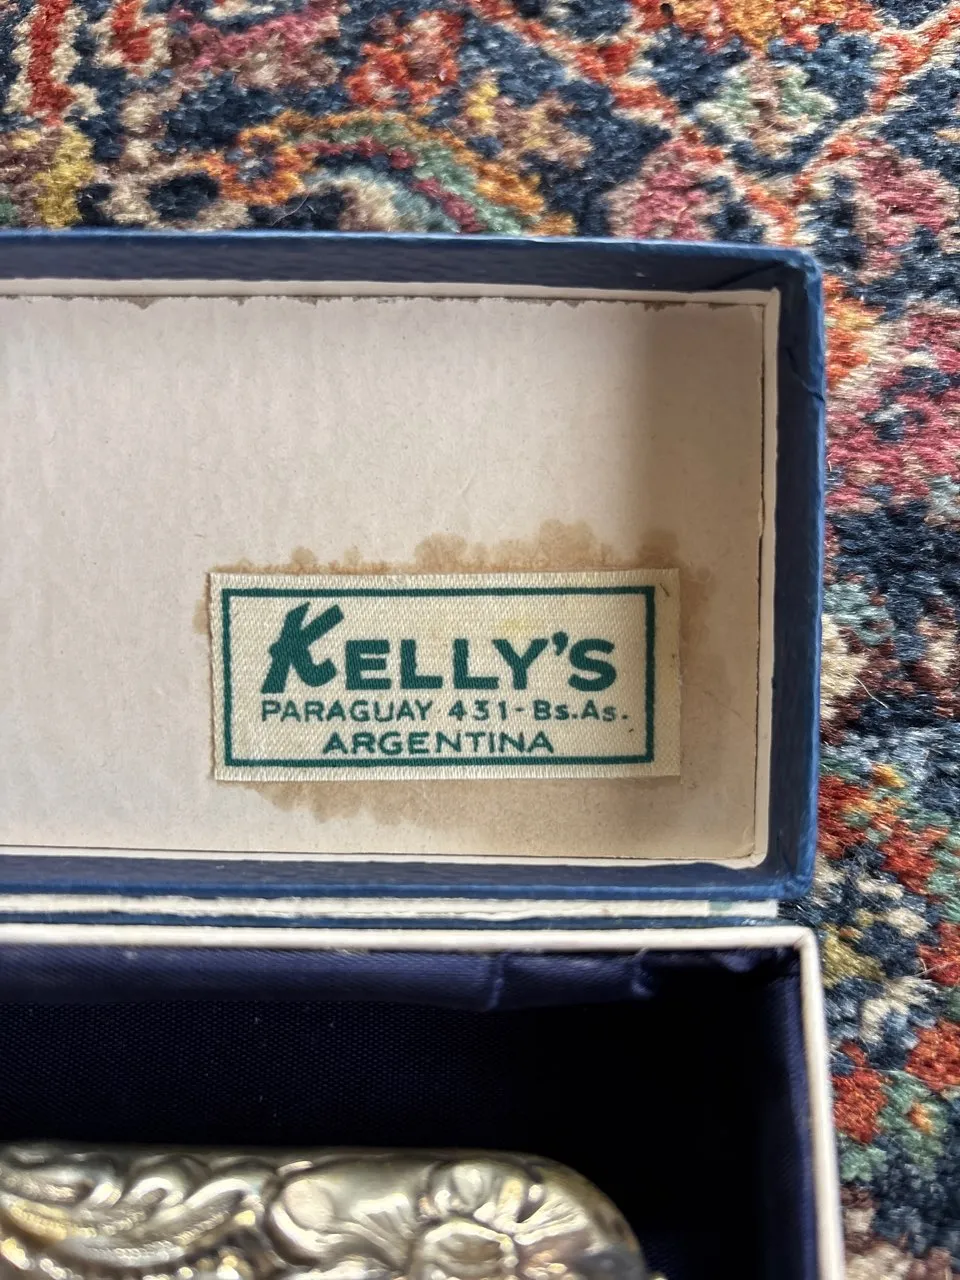 KELLY'S
PARAGUAY 431-Bs.As.
ARGENTINA